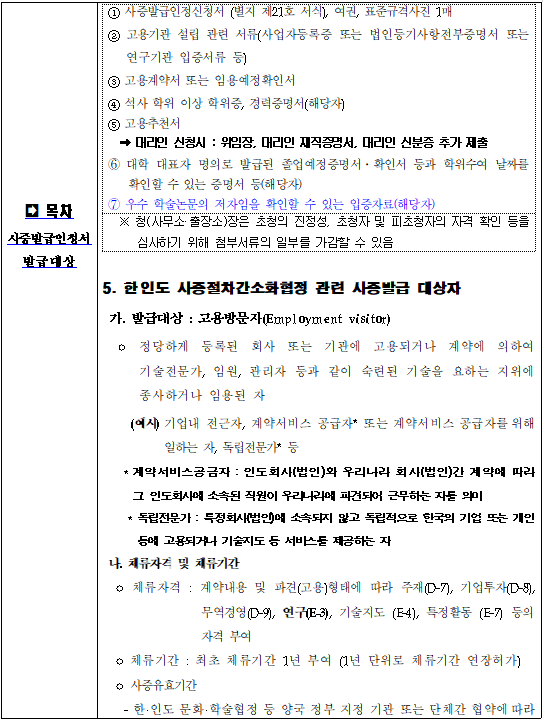 ① 사증발급인정신청서 (별지 제21호 서식), 여권, 표준규격사진 1매
② 고용기관 설립 관련 서류(사업자등록증 또는 법인등기사항전부증명서 또는
연구기관 입증서류 등)
③ 고용계약서 또는 임용예정확인서
④ 석사 학위 이상 학위증, 경력증명서(해당자)
⑤ 고용추천서
➡ 대리인 신청시 : 위임장, 대리인 재직증명서, 대리인 신분증 추가 제출
⑥ 대학 대표자 명의로 발급된 졸업예정증명서·확인서 등과 학위수여 날짜를
확인할 수 있는 증명서 등(해당자)
⑦ 우수 학술논문의 저자임을 확인할 수 있는 입증자료(해당자)
➡ 목차
사증발급인정서
발급대상
※ 청(사무소·출장소)장은 초청의 진정성, 초청자 및 피초청자의 자격 확인 등을
심사하기 위해 첨부서류의 일부를 가감할 수 있음
5. 한·인도 사증절차간소화협정 관련 사증발급 대상자
가. 발급대상 : 고용방문자(Employment visitor)
○ 정당하게 등록된 회사 또는 기관에 고용되거나 계약에 의하여
기술전문가, 임원, 관리자 등과 같이 숙련된 기술을 요하는 지위에
종사하거나 임용된 자
(예시) 기업내 전근자, 계약서비스 공급자* 또는 계약서비스 공급자를 위해
일하는 자, 독립전문가* 등
* 계약서비스공급자 : 인도회사(법인)와 우리나라 회사(법인)간 계약에 따라
그 인도회사에 소속된 직원이 우리나라에 파견되어 근무하는 자를 의미
* 독립전문가 : 특정회사(법인)에 소속되지 않고 독립적으로 한국의 기업 또는 개인
등에 고용되거나 기술지도 등 서비스를 제공하는 자
나. 체류자격 및 체류기간
○ 체류자격 : 계약내용 및 파견(고용)형태에 따라 주재(D-7), 기업투자(D-8),
무역경영(D-9), 연구(E-3), 기술지도 (E-4), 특정활동 (E-7) 등의
자격 부여
○ 체류기간 : 최초 체류기간 1년 부여 (1년 단위로 체류기간 연장허가)
○ 사증유효기간
- 한·인도 문화·학술협정 등 양국 정부 지정 기관 또는 단체간 협약에 따라